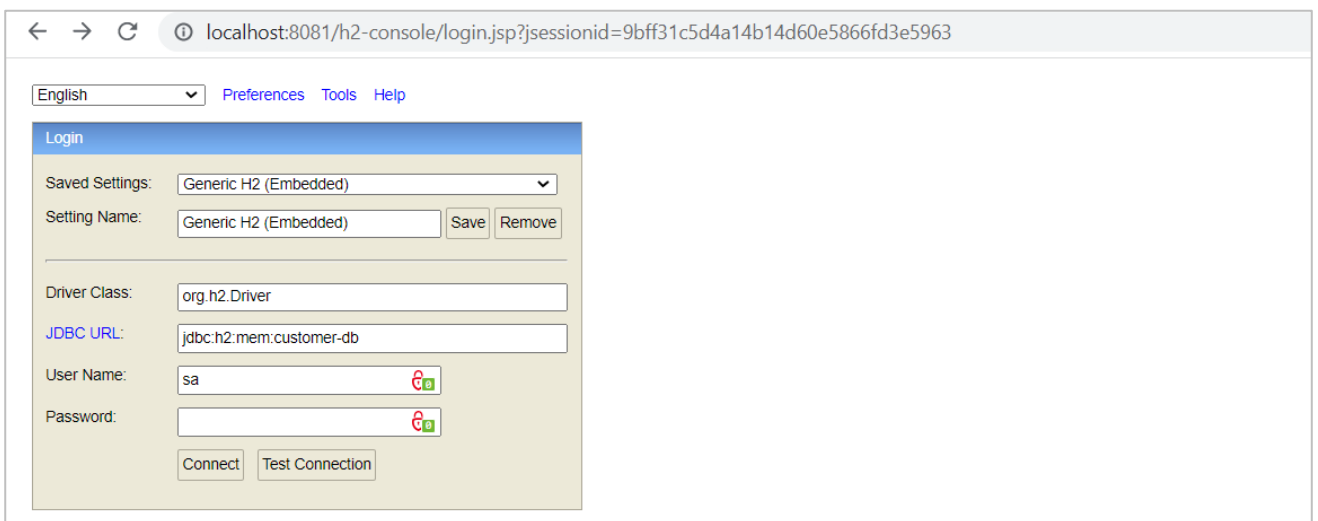 localhost:8081/h2-console/login.jsp?jsessionid=9bff31c5d4a14b14d60e5866fd3e5963
English Preferences Tools Help
Login
Saved Settings: Generic H2 (Embedded)
Setting Name: Generic H2 (Embedded) Save Remove
Driver Class: org.h2.Driver
JDBC URL: jdbc:h2:mem:customer-db
User Name: sa
Password:
Connect Test Connection